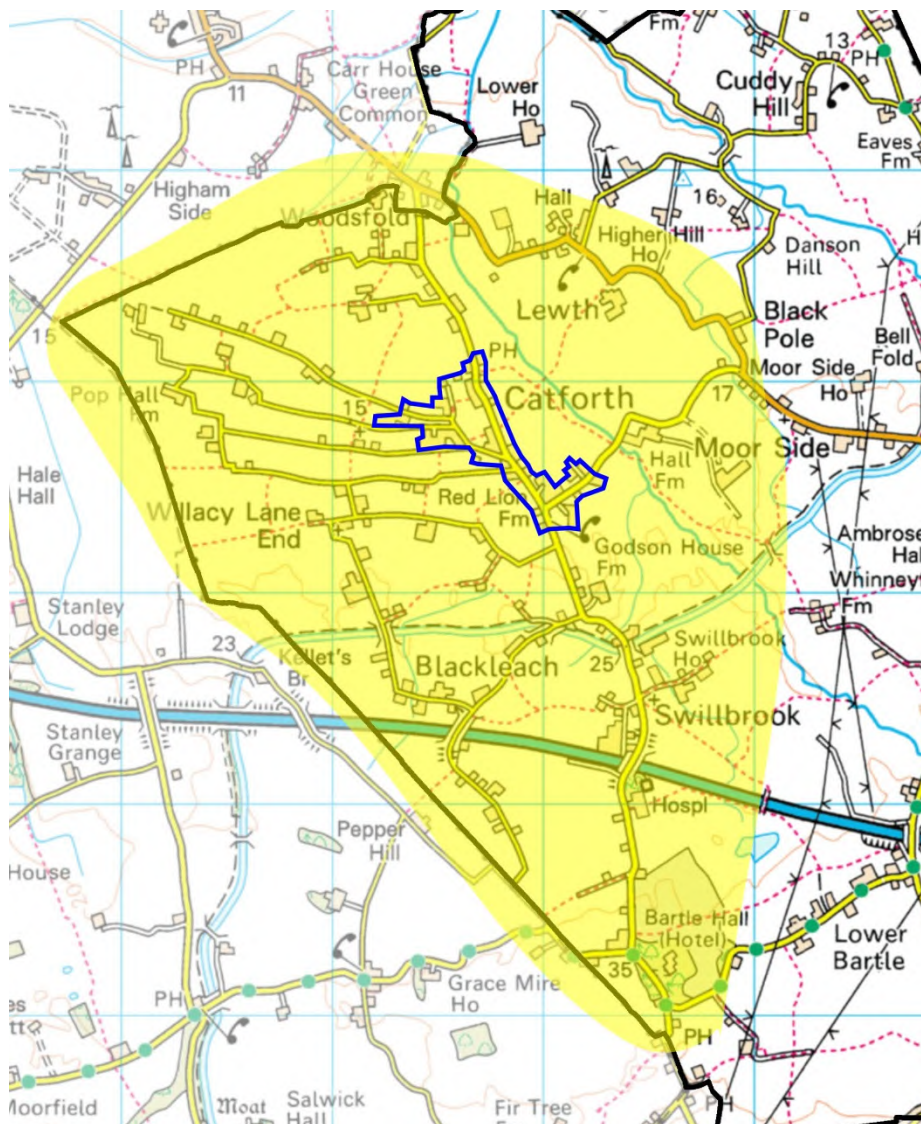 Fm
13
PH
PH
Carr House
Green
Common
11
Lower
Ho
Cuddy
Hill
Eaves
Fm
Higham
Side
16
Woodsfold
Hall
Higher
Ho
Hill
Danson
Hill
Lewth
15
Black
Pole
Bell
Fold
PH
Moor Side
Ho
Pop Hall
Fm
15
Catforth
17
Moor Side
Hale
Hall
Hall
Fm
Red Lion
Fm
Willacy Lane
End
Godson House
Fm
Ambrose
Whinney
Fm
Stanley
Lodge
23
Kellet's
Br
Blackleach
25
Swillbrook
Ho
Swillbrook
Stanley
Grange
Hospl
Pepper
Hill
House
Bartle Hall
(Hotel)
Lower
Bartle
35
Grace Mire
Ho
PH
PH
Moorfield
Moat
Salwick
Hall
Fir Tree
PH